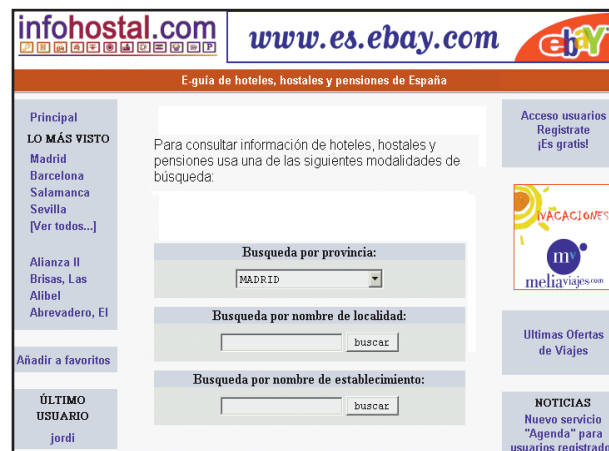 infohostal.com
www.es.ebay.com
ebY
E-guía de hoteles, hostales y pensiones de España
Principal
LO MÁS VISTO
Madrid
Barcelona
Salamanca
Sevilla
[Ver todos...]
Alianza II
Brisas, Las
Alibel
Abrevadero, El
Añadir a favoritos
ÚLTIMO
USUARIO
jordi
Para consultar información de hoteles, hostales y
pensiones usa una de las siguientes modalidades de
búsqueda:
Busqueda por provincia:
MADRID
Busqueda por nombre de localidad:
buscar
Busqueda por nombre de establecimiento:
buscar
Acceso usuarios
Registrate
¡Es gratis!
VACACIONES
mv
meliaviajes.com
Ultimas Ofertas
de Viajes
NOTICIAS
Nuevo servicio
"Agenda" para
usuarios registrado